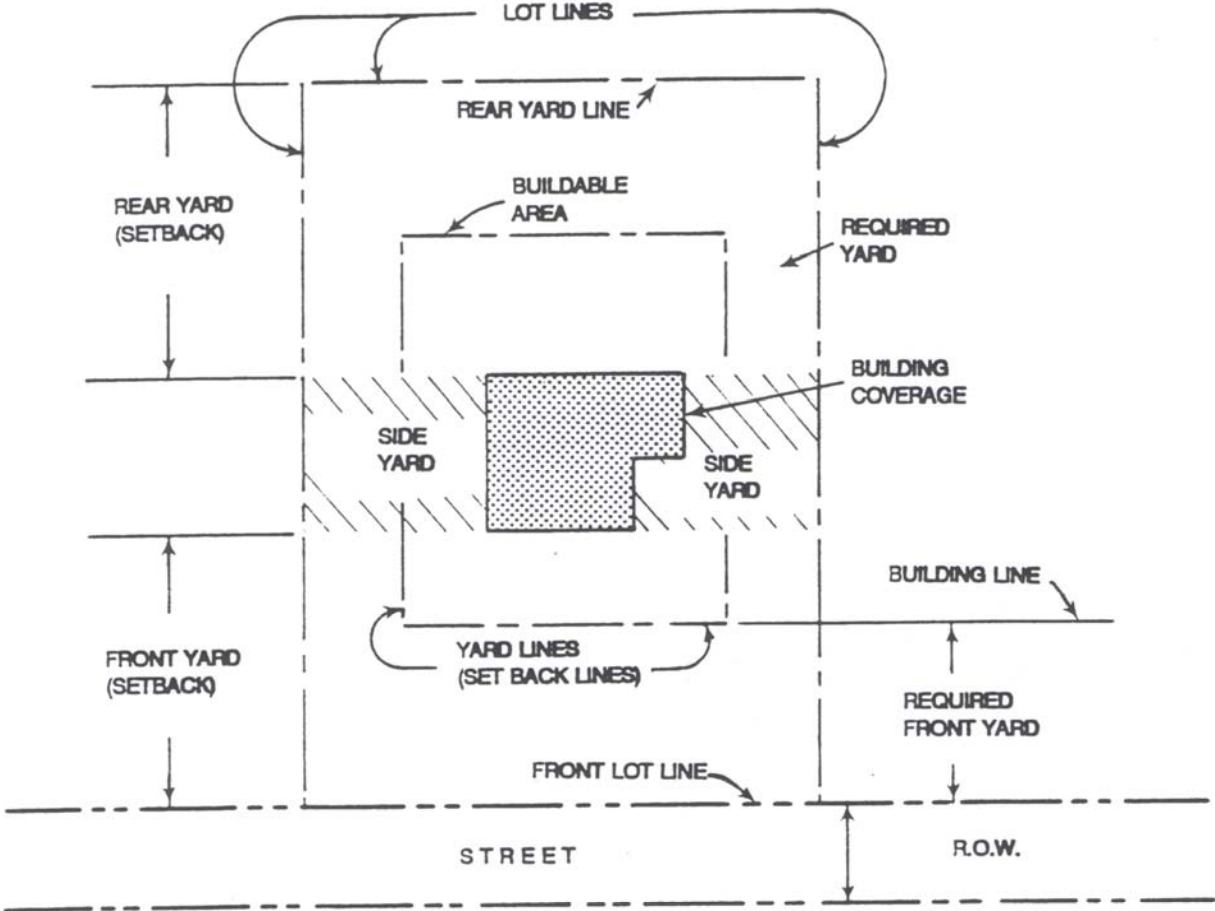 LOT LINES
REAR YARD LINE
BUILDABLE
AREA
REAR YARD
(SETBACK)
REQUIRED
YARD
BUILDING
COVERAGE
SIDE
YARD
SIDE
YARD
BUILDING LINE
YARD LINES
(SET BACK LINES)
FRONT YARD
(SETBACK)
REQUIRED
FRONT YARD
FRONT LOT LINE
STREET
R.O.W.